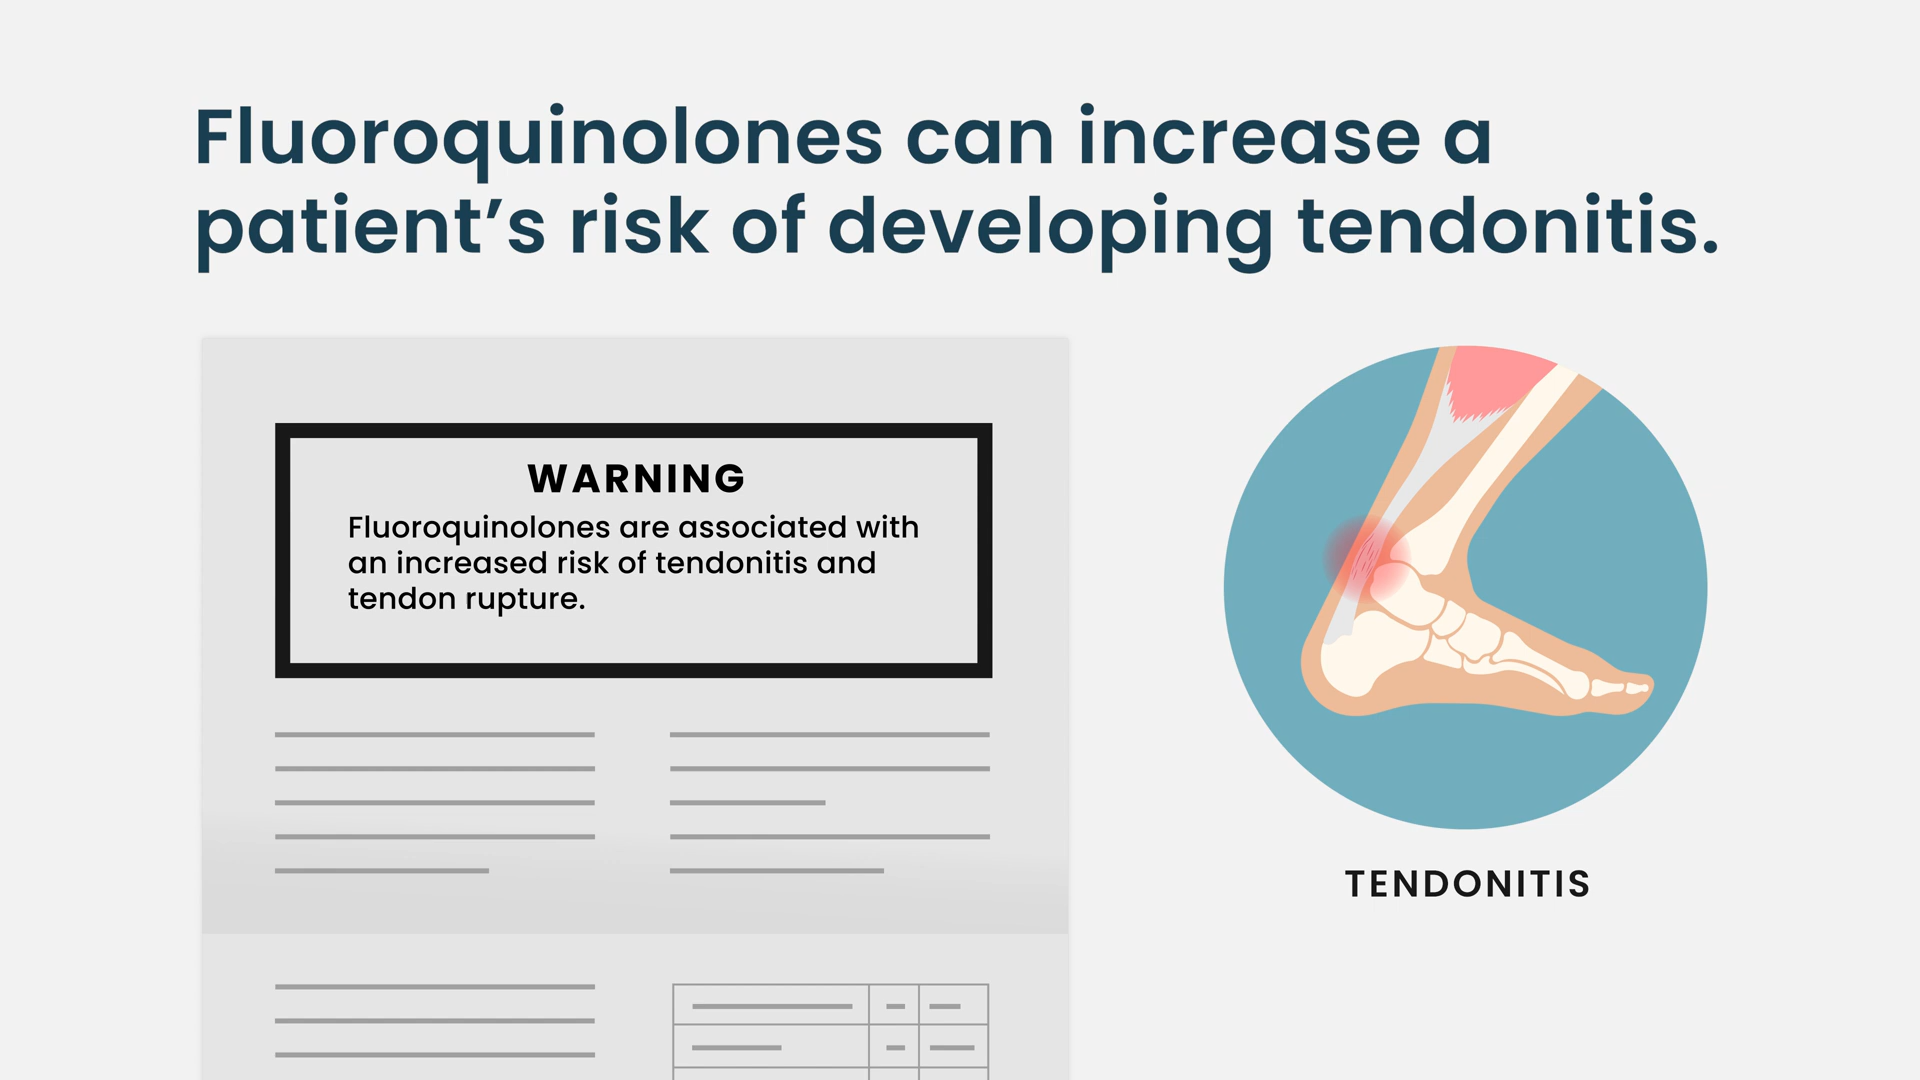 Fluoroquinolones can increase a
patient’s risk of developing tendonitis.
WARNING
Fluoroquinolones are associated with
an increased risk of tendonitis and
tendon rupture.
TENDONITIS